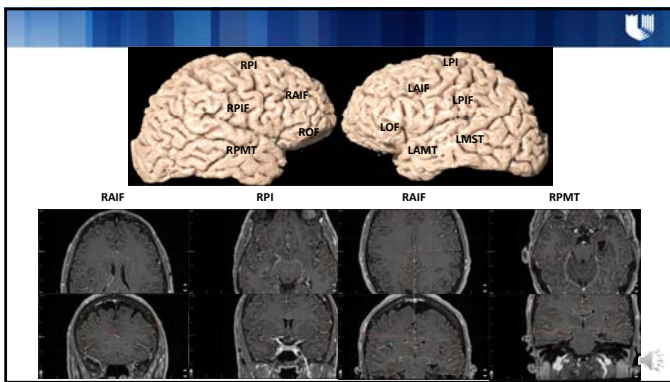 RPI
LPI
RAIF
LAIF
RPIF
LPIF
ROF
LOF
LMST
RPMT
LAMT
RAIF RPI RAIF RPMT